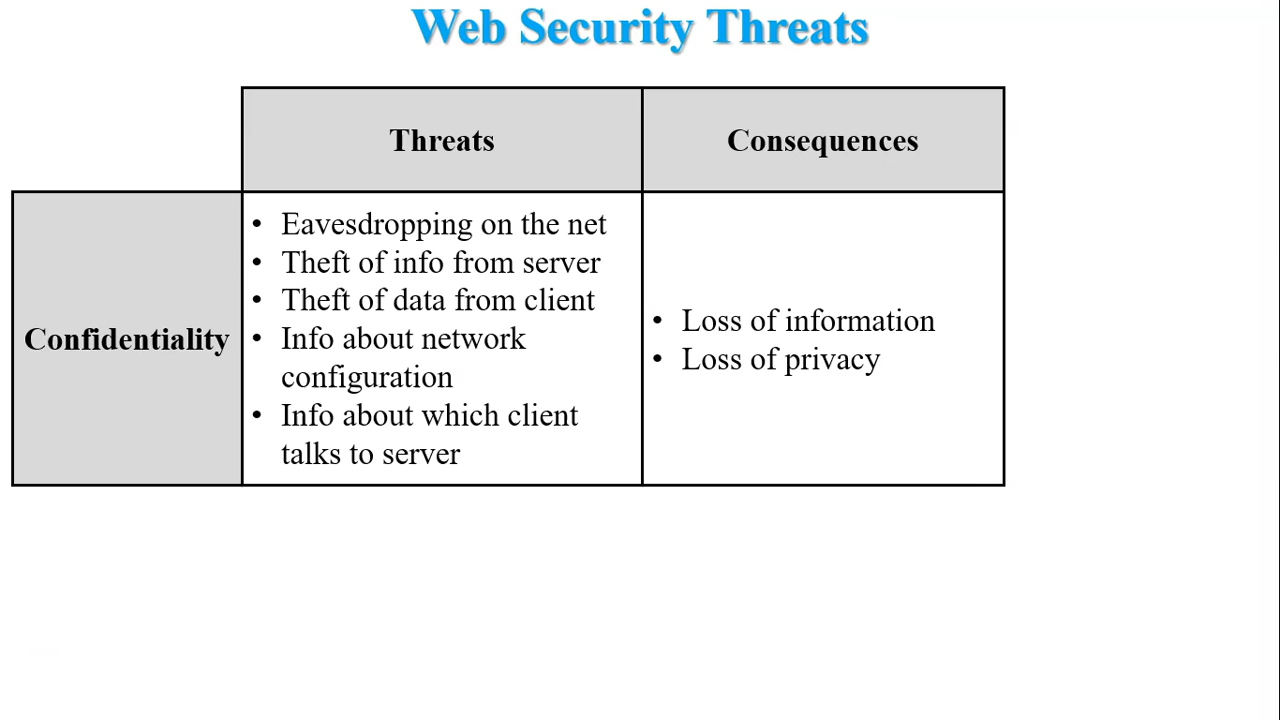 Web Security Threats
Threats
Consequences
Confidentiality
• Eavesdropping on the net
• Theft of info from server
• Theft of data from client
• Info about network
configuration
• Info about which client
talks to server
• Loss of information
• Loss of privacy